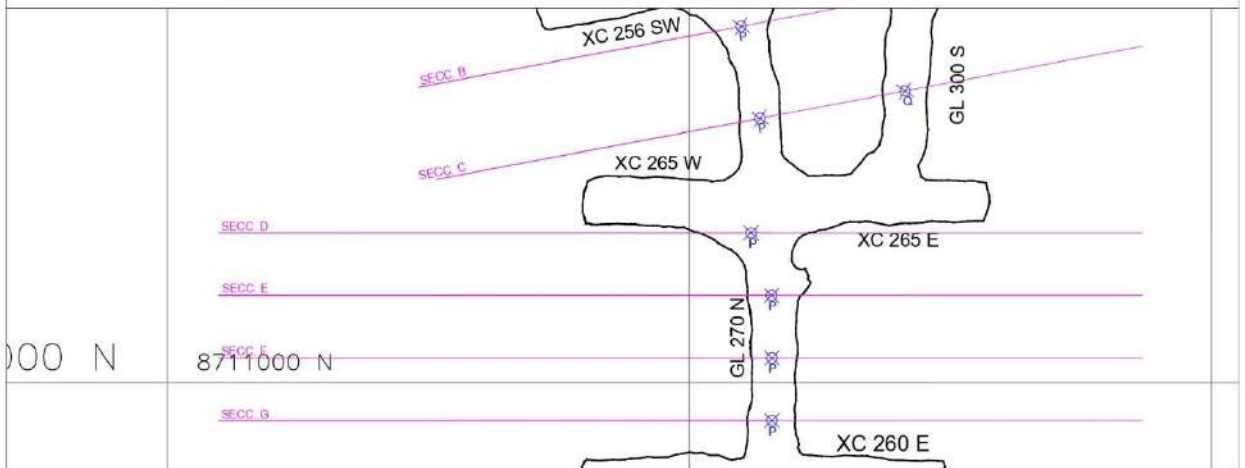 XC 256 SW
P
SECC. B
GL 300 S
P
P
SECC. C
XC 265 W
SECC. D
P
XC 265 E
SECC. E
P
GL 270 N
000 N
8711000 N
SECC. F
P
SECC. G
P
XC 260 E